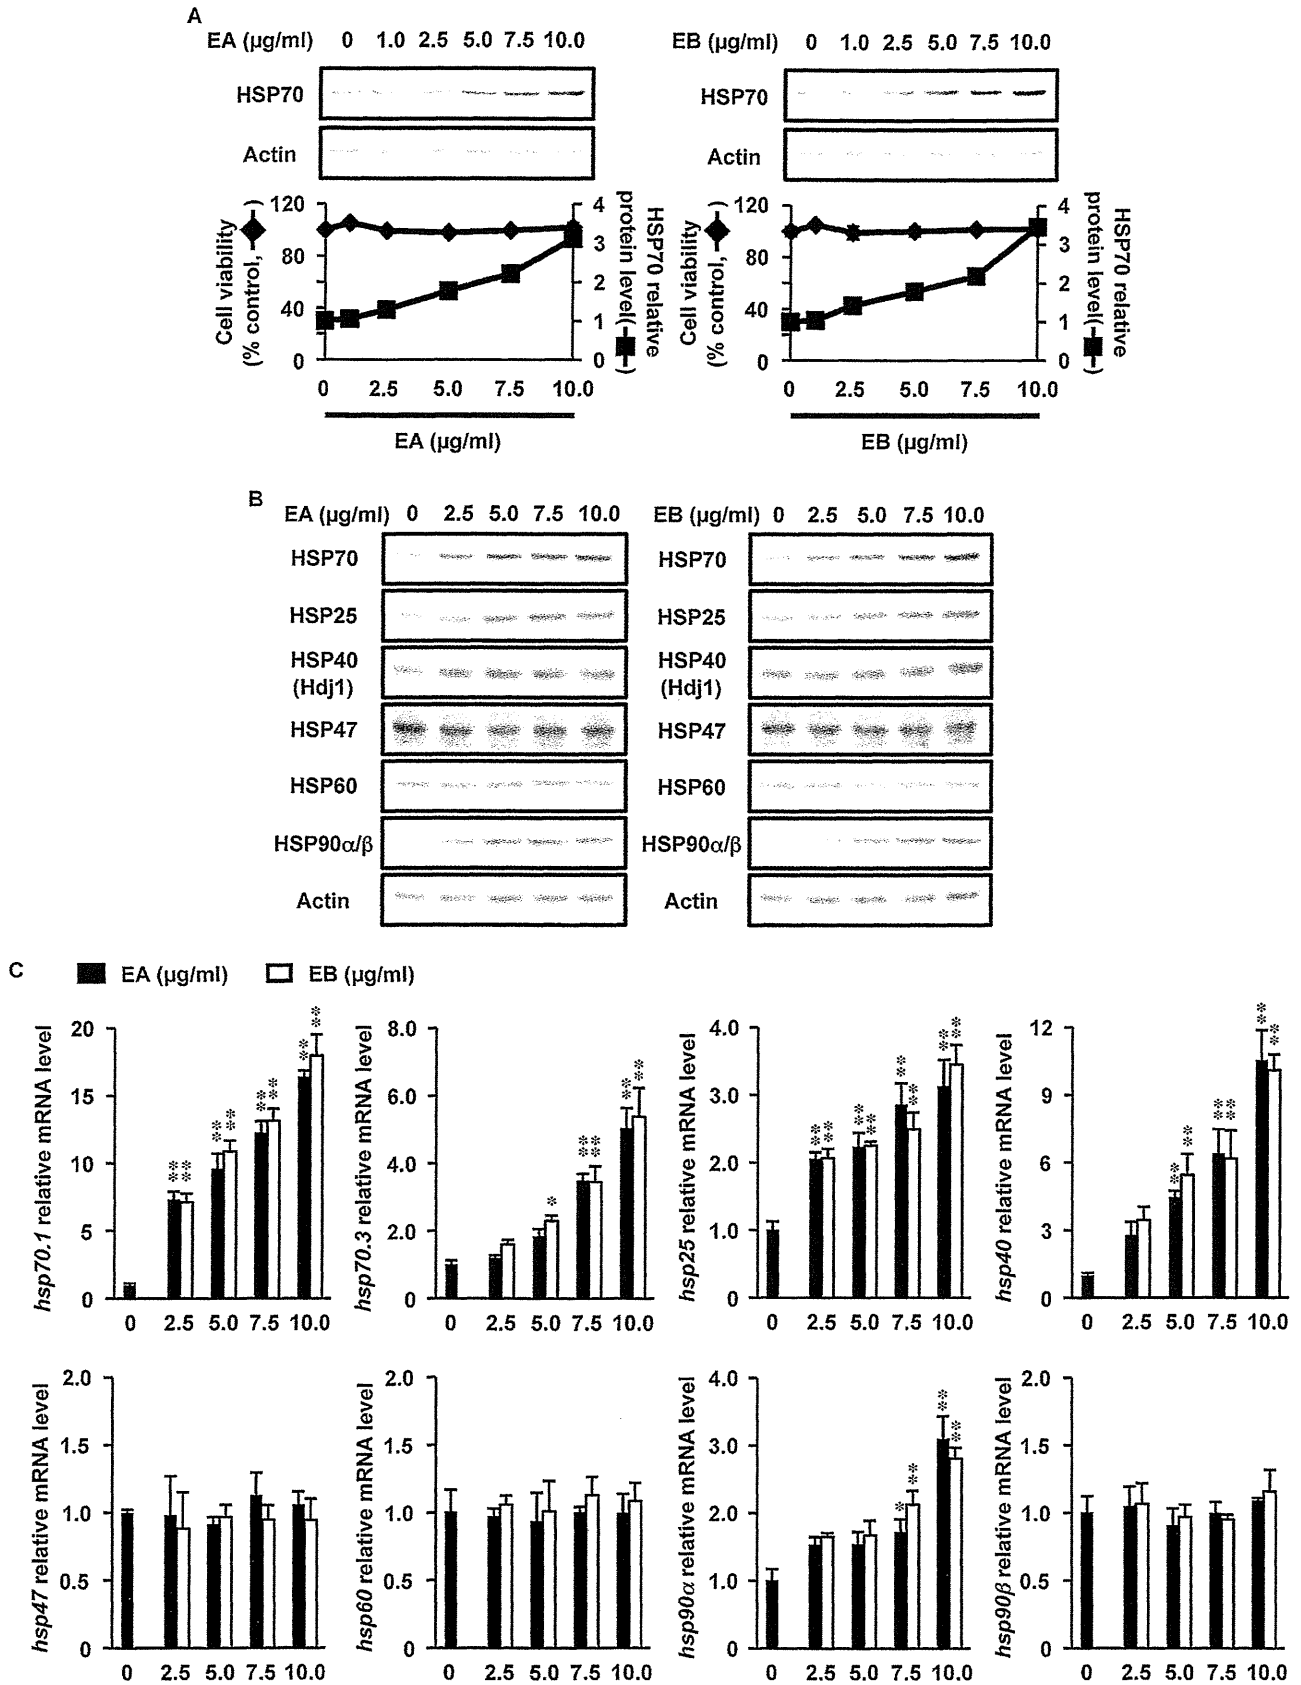 A
EA (µg/ml) 0 1.0 2.5 5.0 7.5 10.0
HSP70
Actin
Cell viability
(% control, )
120
80
40
0
4
3
2
1
0
HSP70 relative
protein level( )
0 2.5 5.0 7.5 10.0
EA (µg/ml)
EB (µg/ml) 0 1.0 2.5 5.0 7.5 10.0
HSP70
Actin
Cell viability
(% control, )
120
80
40
0
4
3
2
1
0
HSP70 relative
protein level( )
0 2.5 5.0 7.5 10.0
EB (µg/ml)
B
EA (µg/ml) 0 2.5 5.0 7.5 10.0
HSP70
HSP25
HSP40
(Hdj1)
HSP47
HSP60
HSP90α/β
Actin
EB (µg/ml) 0 2.5 5.0 7.5 10.0
HSP70
HSP25
HSP40
(Hdj1)
HSP47
HSP60
HSP90α/β
Actin
C
EA (µg/ml) EB (µg/ml)
hsp70.1 relative mRNA level
20
15
10
5
0
** ** ** ** ** ** ** **
0 2.5 5.0 7.5 10.0
hsp70.3 relative mRNA level
8.0
6.0
4.0
2.0
0
* ** ** ** **
0 2.5 5.0 7.5 10.0
hsp25 relative mRNA level
4.0
3.0
2.0
1.0
0
** ** ** ** ** ** ** **
0 2.5 5.0 7.5 10.0
hsp40 relative mRNA level
12
9
6
3
0
** ** ** ** ** **
0 2.5 5.0 7.5 10.0
hsp47 relative mRNA level
2.0
1.5
1.0
0.5
0
0 2.5 5.0 7.5 10.0
hsp60 relative mRNA level
2.0
1.5
1.0
0.5
0
0 2.5 5.0 7.5 10.0
hsp90α relative mRNA level
4.0
3.0
2.0
1.0
0
* ** ** **
0 2.5 5.0 7.5 10.0
hsp90β relative mRNA level
2.0
1.5
1.0
0.5
0
0 2.5 5.0 7.5 10.0